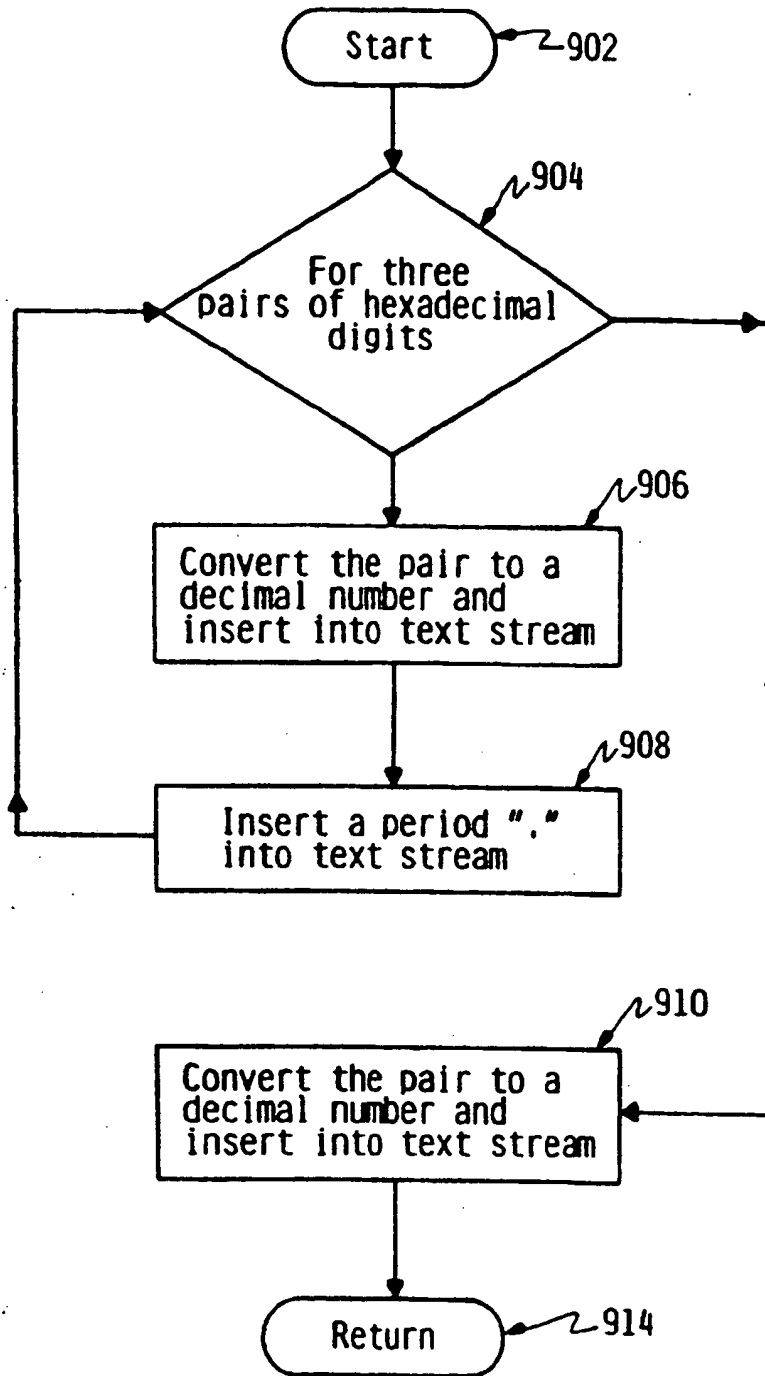 Start
902
904
For three
pairs of hexadecimal
digits
906
Convert the pair to a
decimal number and
insert into text stream
908
Insert a period "."
into text stream
910
Convert the pair to a
decimal number and
insert into text stream
Return
914